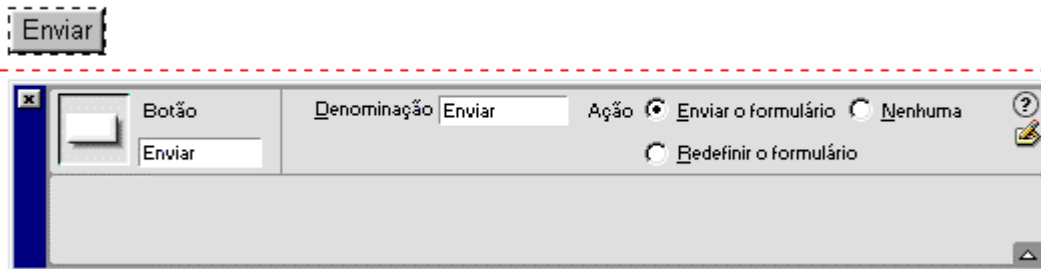 Enviar
Botão
Denominação Enviar Ação Enviar o formulário Nenhuma
Enviar
Redefinir o formulário